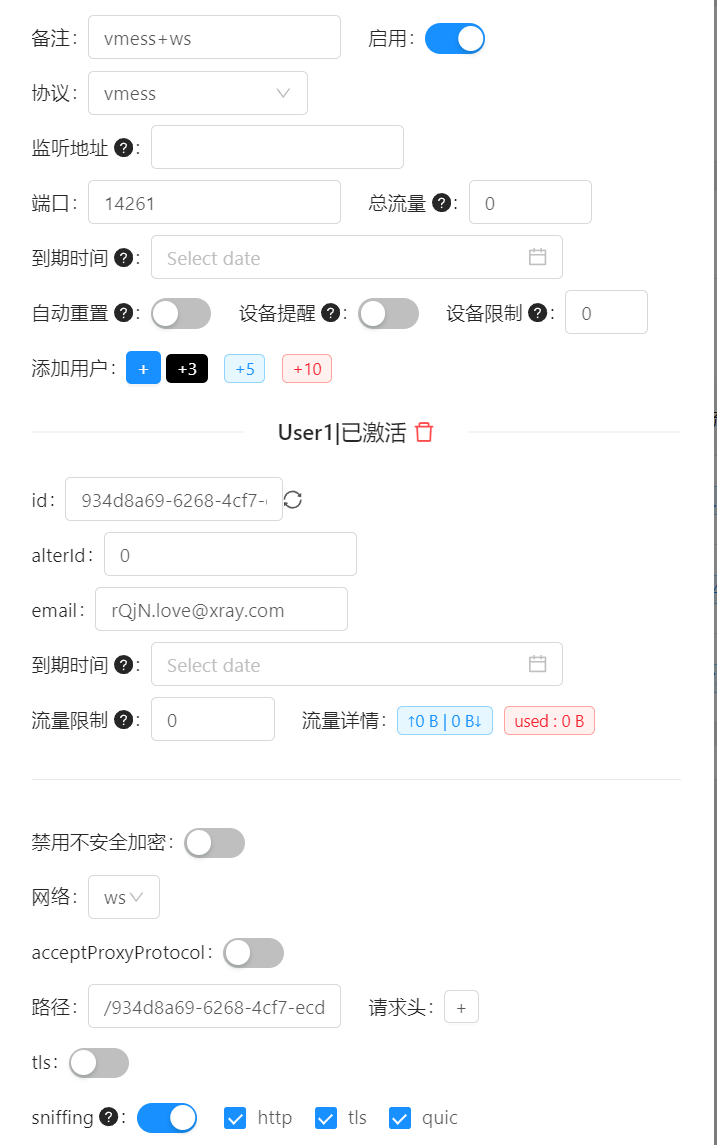 备注: vmess+ws 启用:
协议: vmess
监听地址 ? :
端口: 14261 总流量 ? : 0
到期时间 ? : Select date
自动重置 ? : 设备提醒 ? : 设备限制 ? : 0
添加用户: + +3 +5 +10
User1|已激活
id: 934d8a69-6268-4cf7-
alterId: 0
email: rQjN.love@xray.com
到期时间 ? : Select date
流量限制 ? : 0 流量详情: ↑0 B | 0 B↓ used : 0 B
禁用不安全加密:
网络: ws
acceptProxyProtocol:
路径: /934d8a69-6268-4cf7-ecd 请求头: +
tls:
sniffing ? : http tls quic